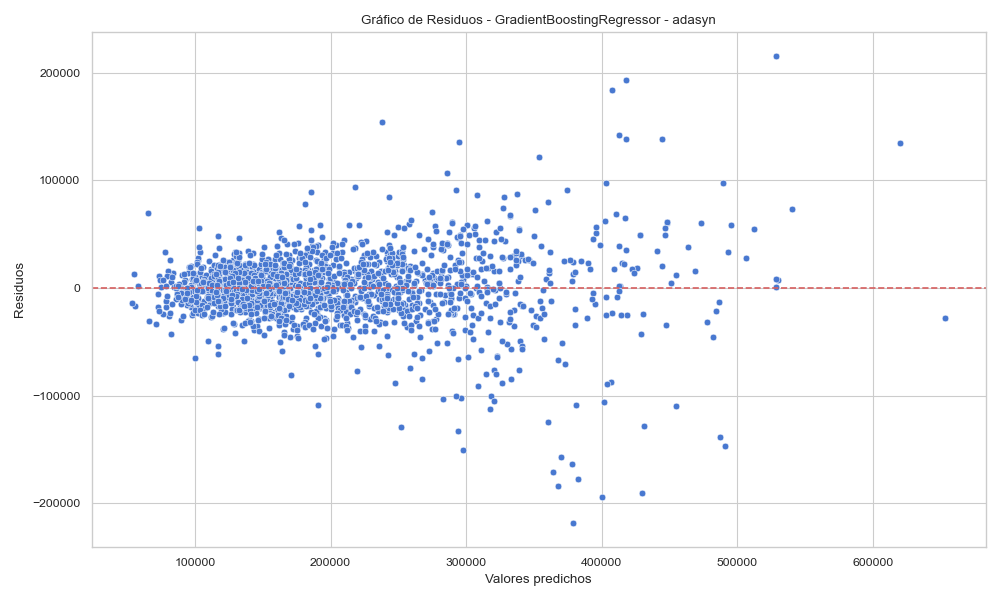 Gráfico de Residuos - GradientBoostingRegressor - adasyn
200000
100000
0
−100000
−200000
Residuos
100000 200000 300000 400000 500000 600000
Valores predichos